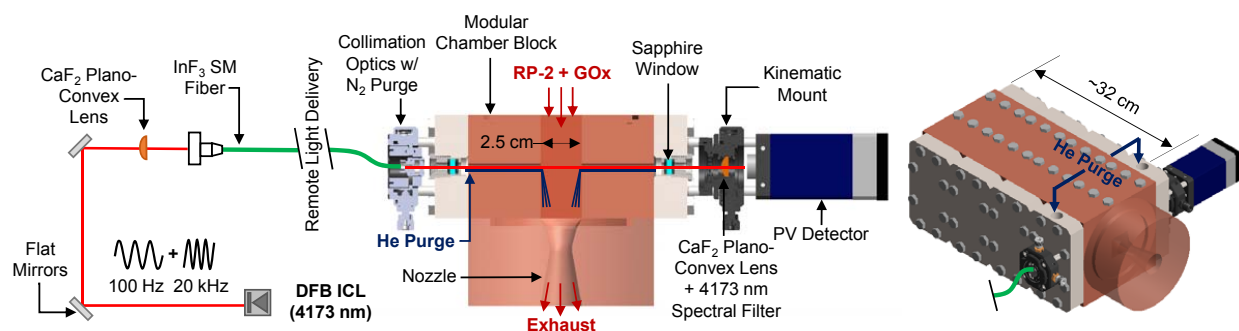 CaF2 Plano-
Convex
Lens
InF3 SM
Fiber
Remote Light Delivery
Collimation
Optics w/
N2 Purge
Modular
Chamber Block
RP-2 + GOx
Sapphire
Window
Kinematic
Mount
2.5 cm
He Purge
Nozzle
Exhaust
PV Detector
CaF2 Plano-
Convex Lens
+ 4173 nm
Spectral Filter
Flat
Mirrors
+
100 Hz
20 kHz
DFB ICL
(4173 nm)
~32 cm
He Purge